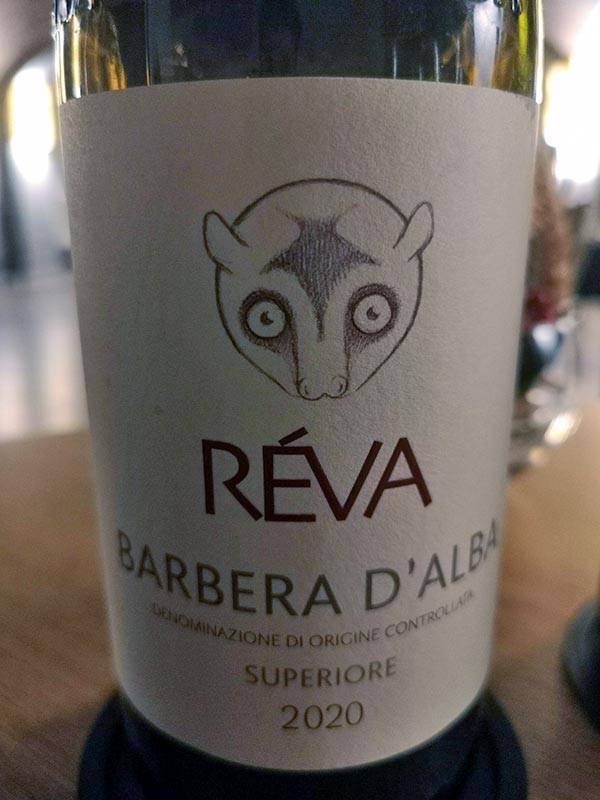 RÉVA
BARBERA D'ALBA
DENOMINAZIONE DI ORIGINE CONTROLLATA
SUPERIORE
2020